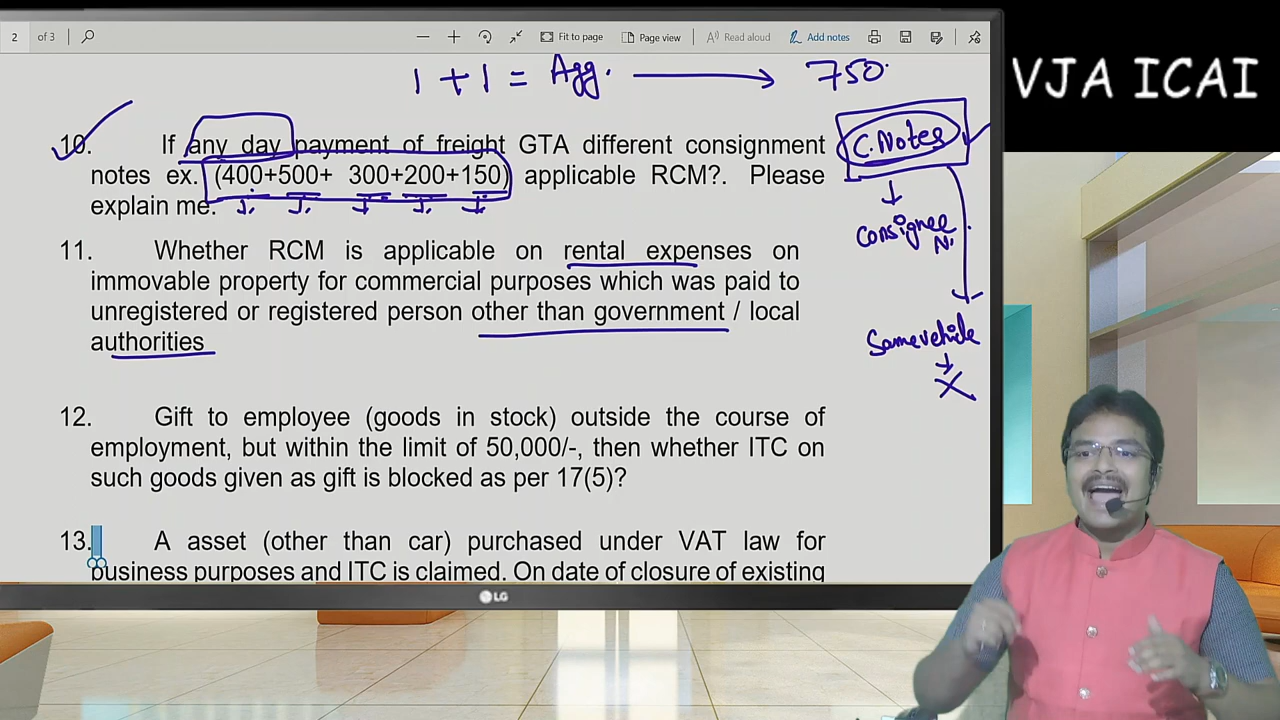 2 of 3 Fit to page Page view Read aloud Add notes
VJA ICAI
1 + 1 = Agg. → 750
10. If any day payment of freight GTA different consignment
notes ex. (400+500+ 300+200+150) applicable RCM?. Please
explain me.
C. Notes
Consignee
Same vehicle
X
11. Whether RCM is applicable on rental expenses on
immovable property for commercial purposes which was paid to
unregistered or registered person other than government / local
authorities
12. Gift to employee (goods in stock) outside the course of
employment, but within the limit of 50,000/-, then whether ITC on
such goods given as gift is blocked as per 17(5)?
13. A asset (other than car) purchased under VAT law for
business purposes and ITC is claimed. On date of closure of existing
LG